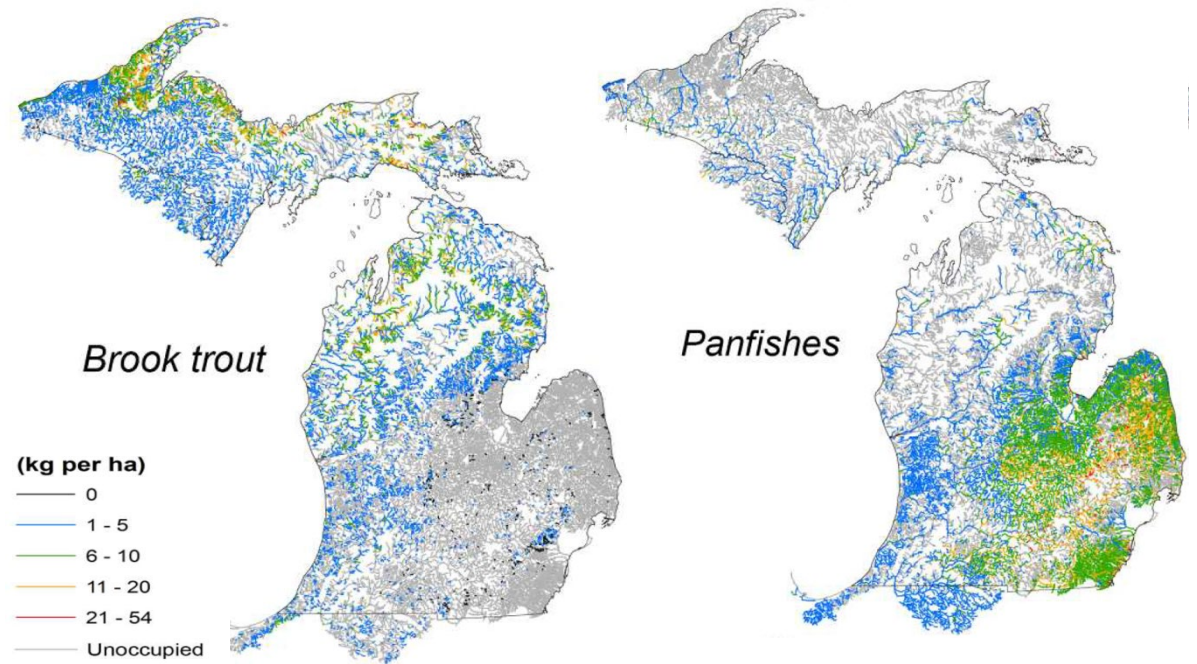 Brook trout
Panfishes
(kg per ha)
0
1 - 5
6 - 10
11 - 20
21 - 54
Unoccupied